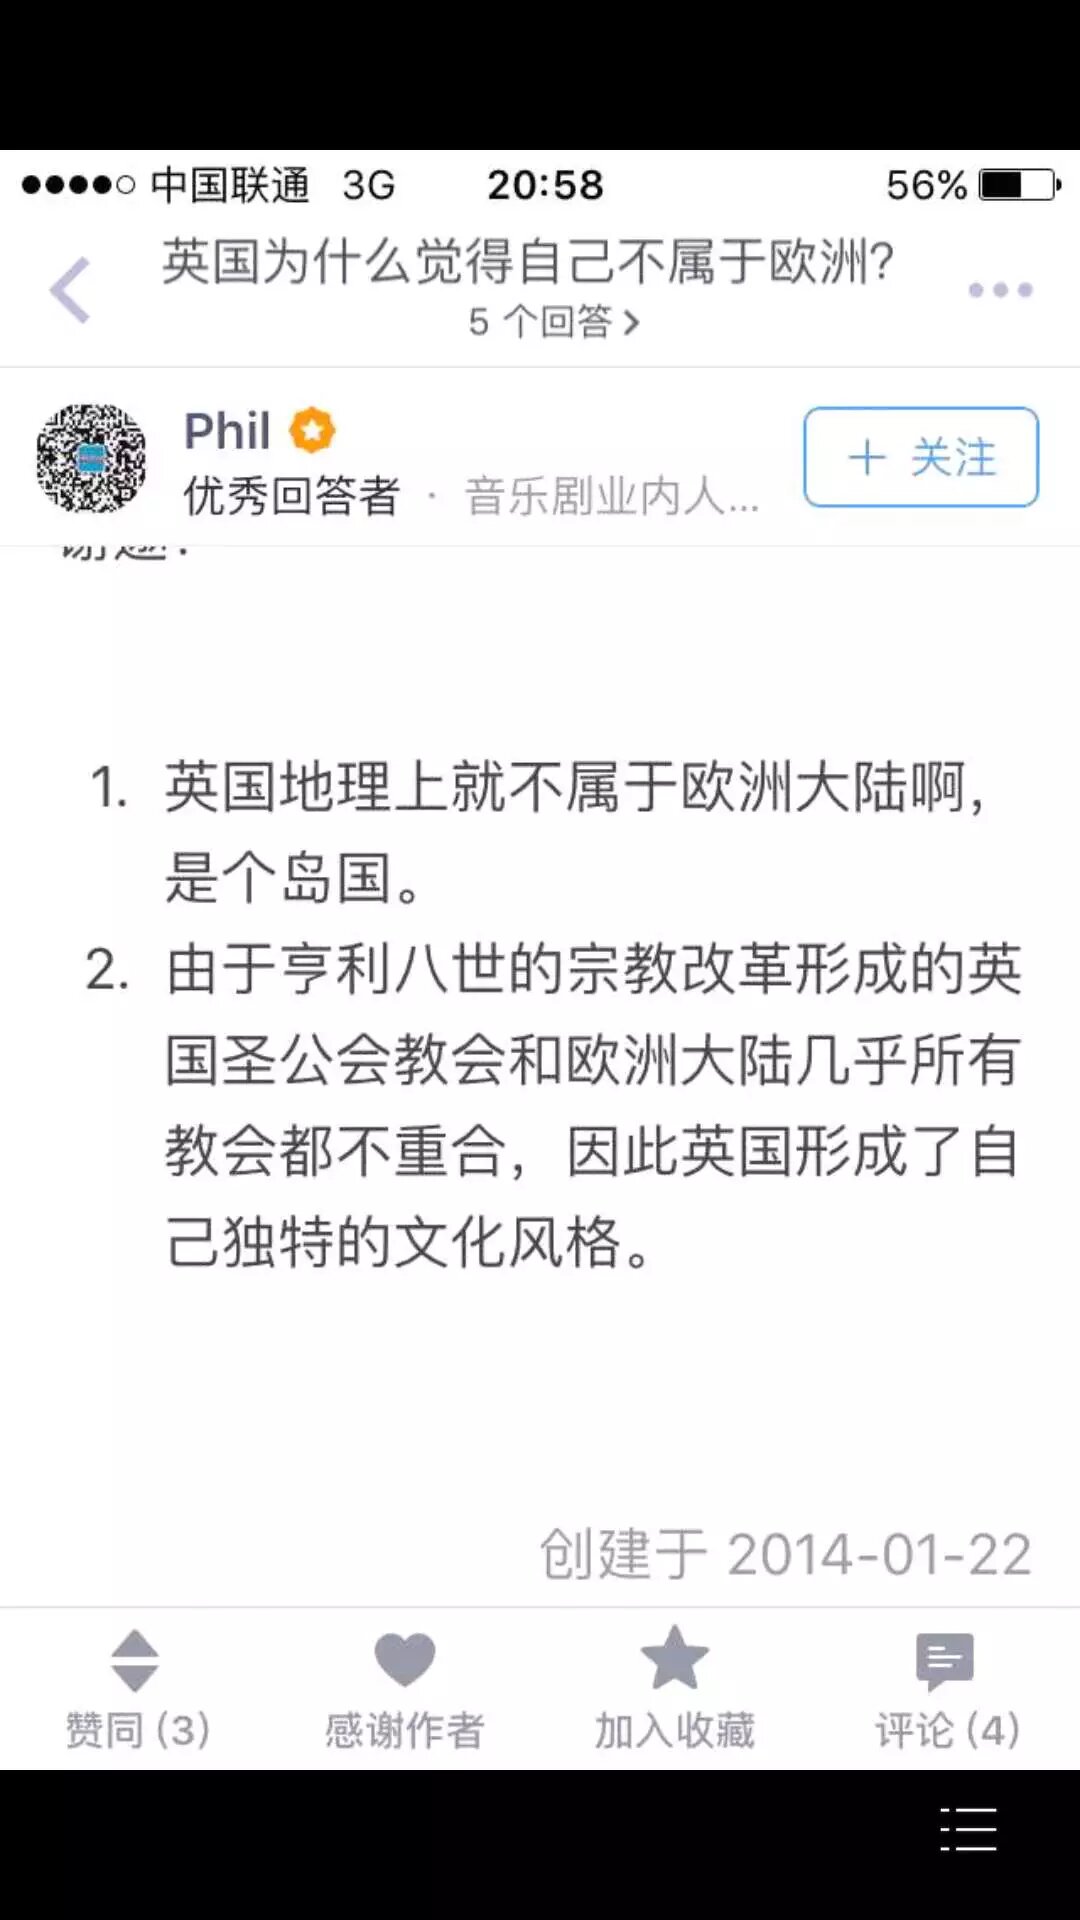 中国联通 3G 20:58 56%
英国为什么觉得自己不属于欧洲?
5 个回答
Phil
优秀回答者 · 音乐剧业内人...
+ 关注
1. 英国地理上就不属于欧洲大陆啊,
是个岛国。
2. 由于亨利八世的宗教改革形成的英
国圣公会教会和欧洲大陆几乎所有
教会都不重合，因此英国形成了自
己独特的文化风格。
创建于 2014-01-22
赞同 (3)
感谢作者
加入收藏
评论 (4)